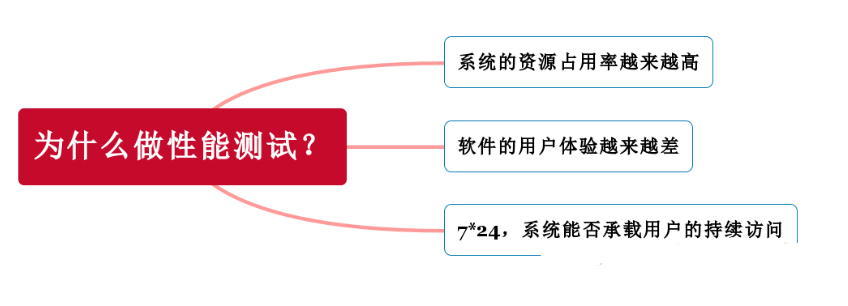 为什么做性能测试？
系统的资源占用率越来越高
软件的用户体验越来越差
7*24，系统能否承载用户的持续访问